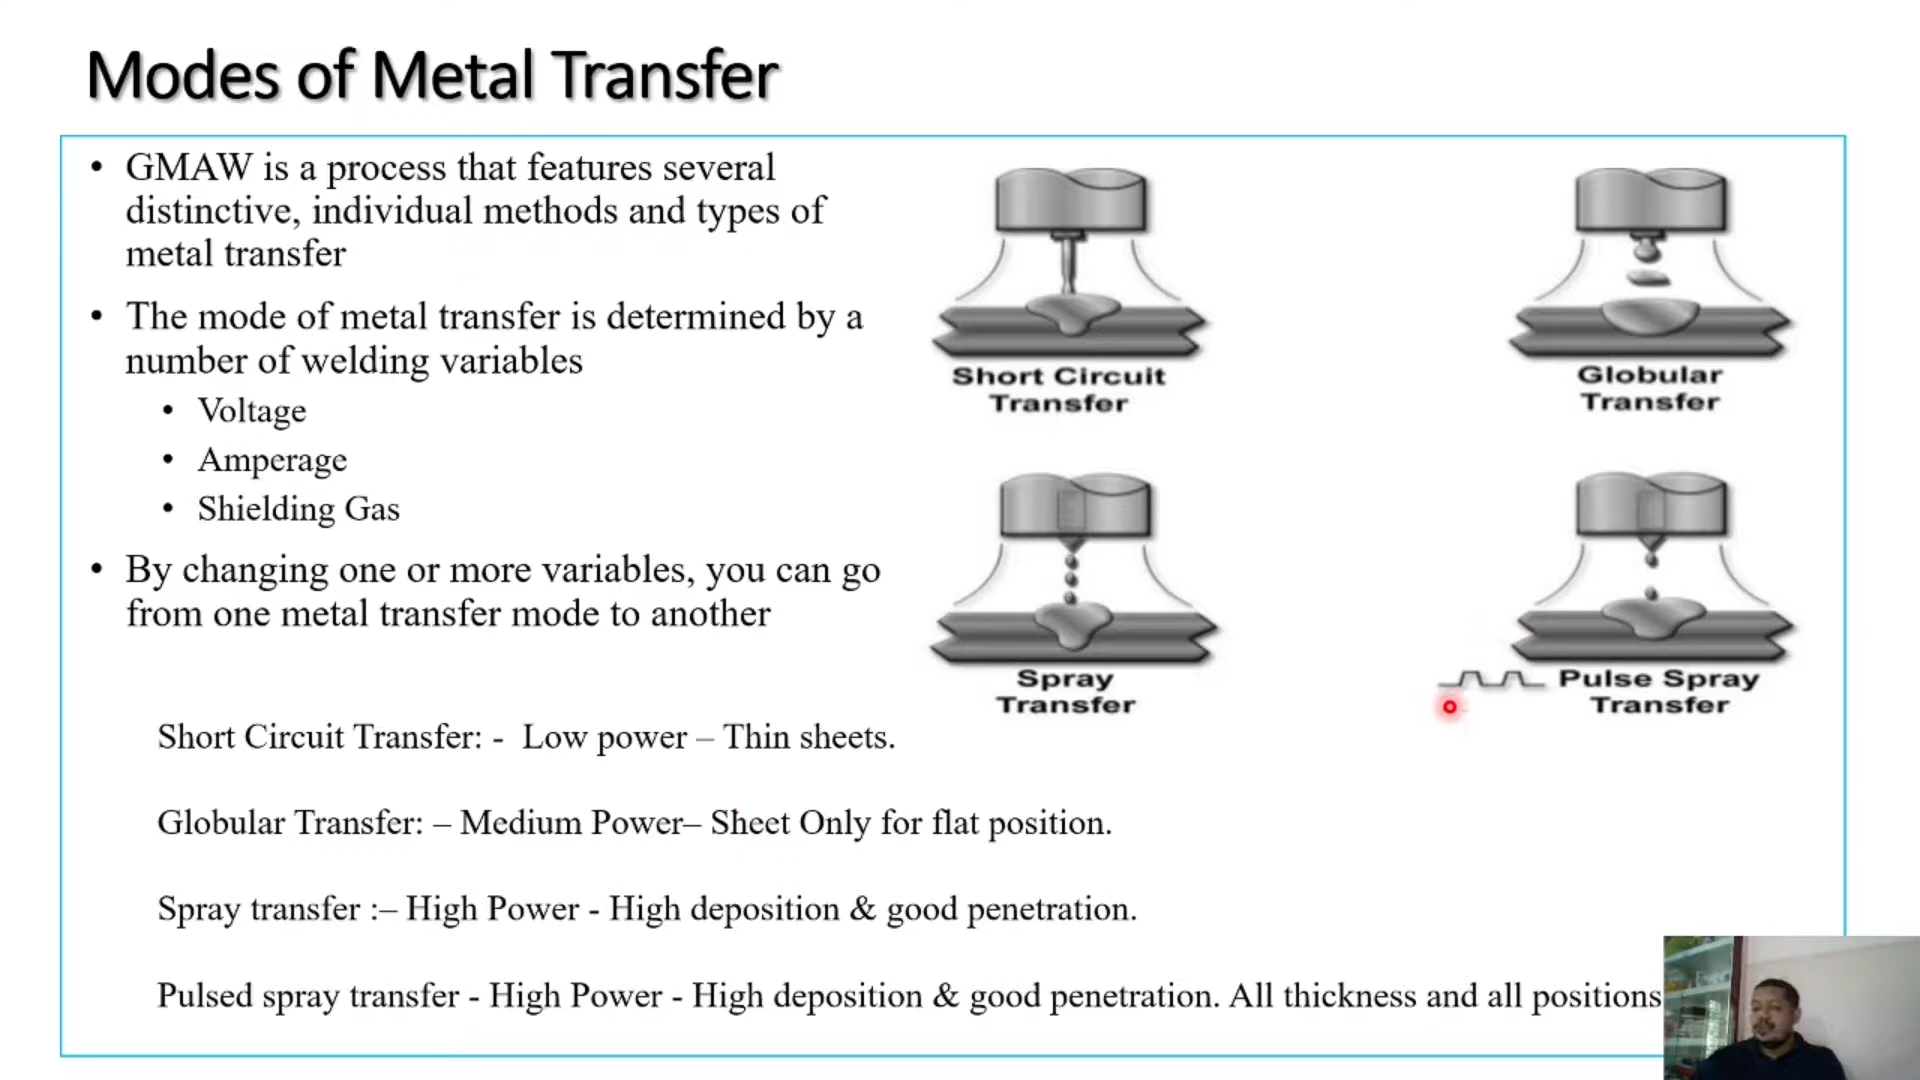 Modes of Metal Transfer
• GMAW is a process that features several
distinctive, individual methods and types of
metal transfer
• The mode of metal transfer is determined by a
number of welding variables
• Voltage
• Amperage
• Shielding Gas
• By changing one or more variables, you can go
from one metal transfer mode to another
Short Circuit
Transfer
Globular
Transfer
Spray
Transfer
Pulse Spray
Transfer
Short Circuit Transfer: - Low power – Thin sheets.
Globular Transfer: – Medium Power– Sheet Only for flat position.
Spray transfer :– High Power - High deposition & good penetration.
Pulsed spray transfer - High Power - High deposition & good penetration. All thickness and all positions